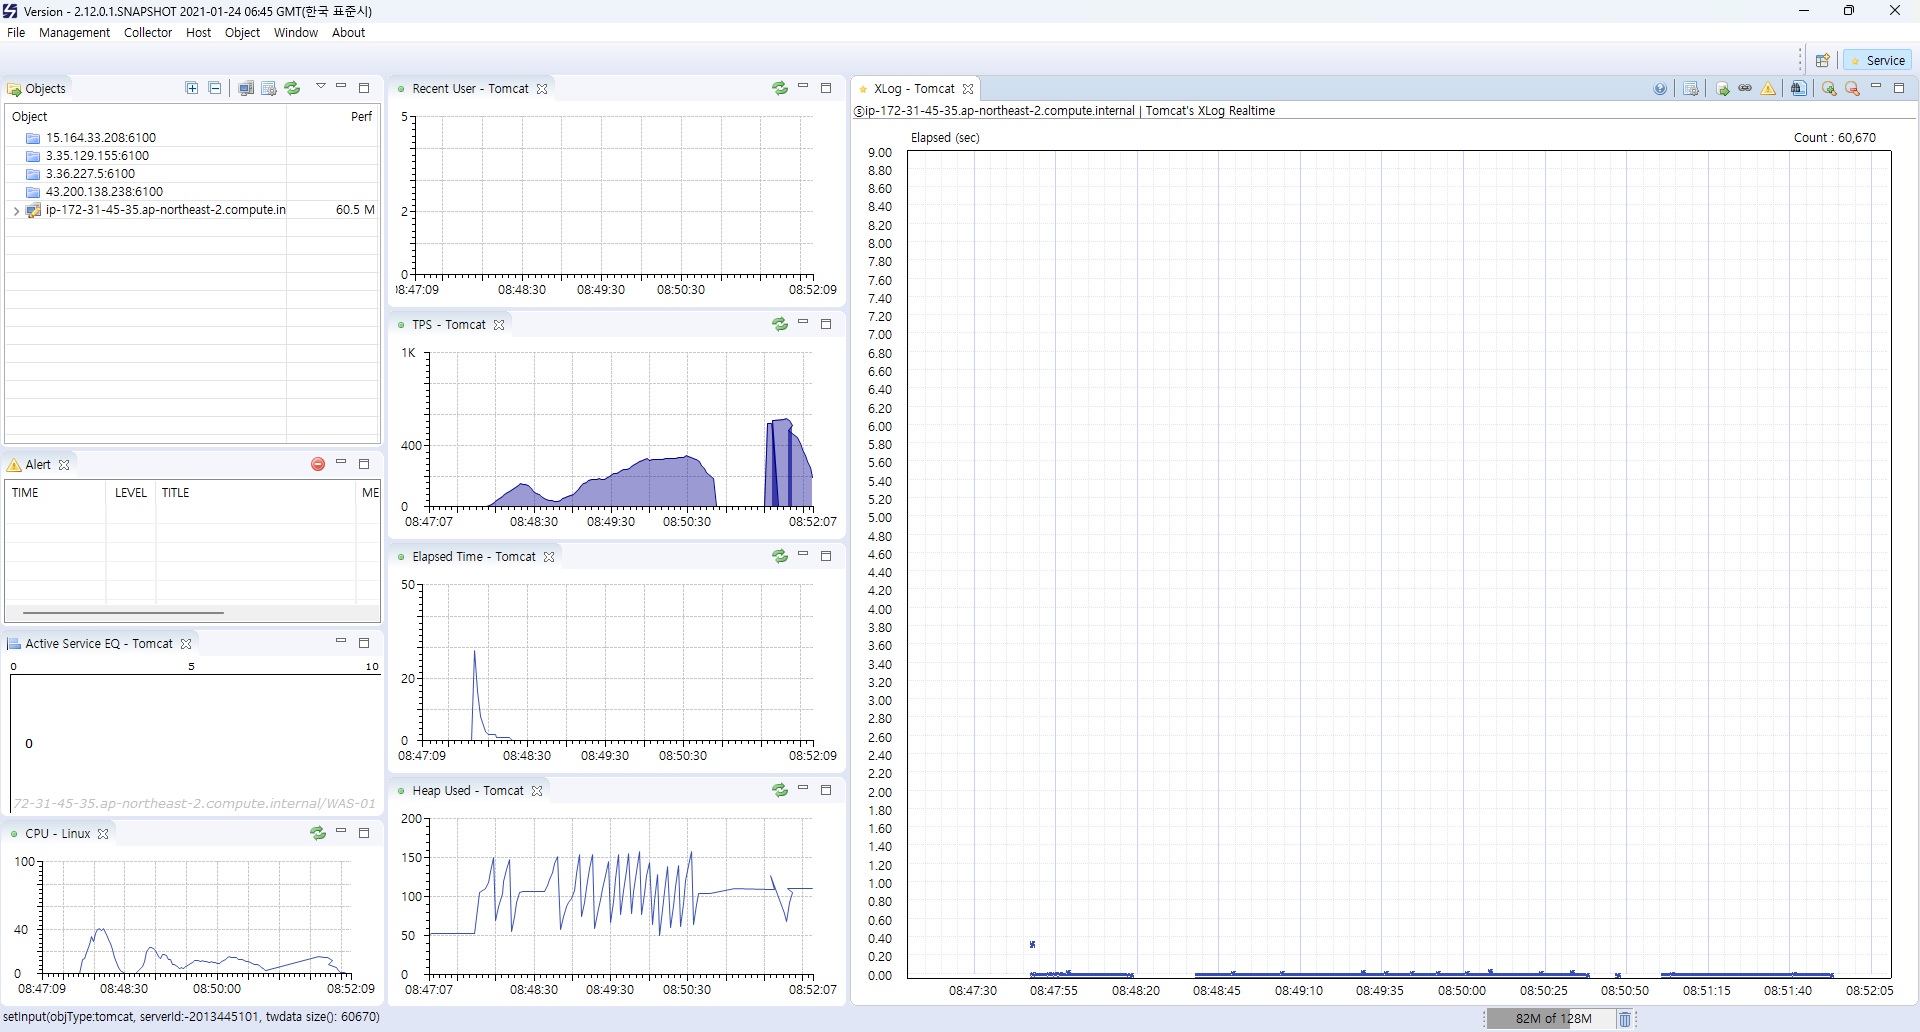 Version - 2.12.0.1.SNAPSHOT 2021-01-24 06:45 GMT(한국 표준시)
File Management Collector Host Object Window About
Service
Objects
Object Perf
15.164.33.208:6100
3.35.129.155:6100
3.36.227.5:6100
43.200.138.238:6100
ip-172-31-45-35.ap-northeast-2.compute.in 60.5 M
Alert
TIME LEVEL TITLE ME
Active Service EQ - Tomcat
0 5 10
0
72-31-45-35.ap-northeast-2.compute.internal/WAS-01
CPU - Linux
100
40
0
08:47:09 08:48:30 08:50:00 08:52:09
Recent User - Tomcat
5
2
0
08:47:09 08:48:30 08:49:30 08:50:30 08:52:09
TPS - Tomcat
1K
400
0
08:47:07 08:48:30 08:49:30 08:50:30 08:52:07
Elapsed Time - Tomcat
50
20
0
08:47:09 08:48:30 08:49:30 08:50:30 08:52:09
Heap Used - Tomcat
200
150
100
50
0
08:47:07 08:48:30 08:49:30 08:50:30 08:52:07
XLog - Tomcat
ⓢip-172-31-45-35.ap-northeast-2.compute.internal | Tomcat's XLog Realtime
Elapsed (sec) Count : 60,670
9.00
8.80
8.60
8.40
8.20
8.00
7.80
7.60
7.40
7.20
7.00
6.80
6.60
6.40
6.20
6.00
5.80
5.60
5.40
5.20
5.00
4.80
4.60
4.40
4.20
4.00
3.80
3.60
3.40
3.20
3.00
2.80
2.60
2.40
2.20
2.00
1.80
1.60
1.40
1.20
1.00
0.80
0.60
0.40
0.20
0.00
08:47:30 08:47:55 08:48:20 08:48:45 08:49:10 08:49:35 08:50:00 08:50:25 08:50:50 08:51:15 08:51:40 08:52:05
setInput(objType:tomcat, serverId:-2013445101, twdata size(): 60670)
82M of 128M